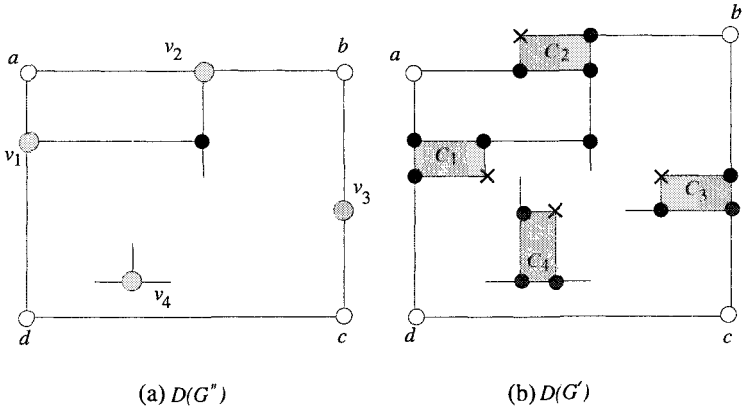 a
v₂
b
v₁
v₃
v₄
d
c
(a) D(G″)
a
C₂
b
C₁
C₃
C₄
d
c
(b) D(G′)